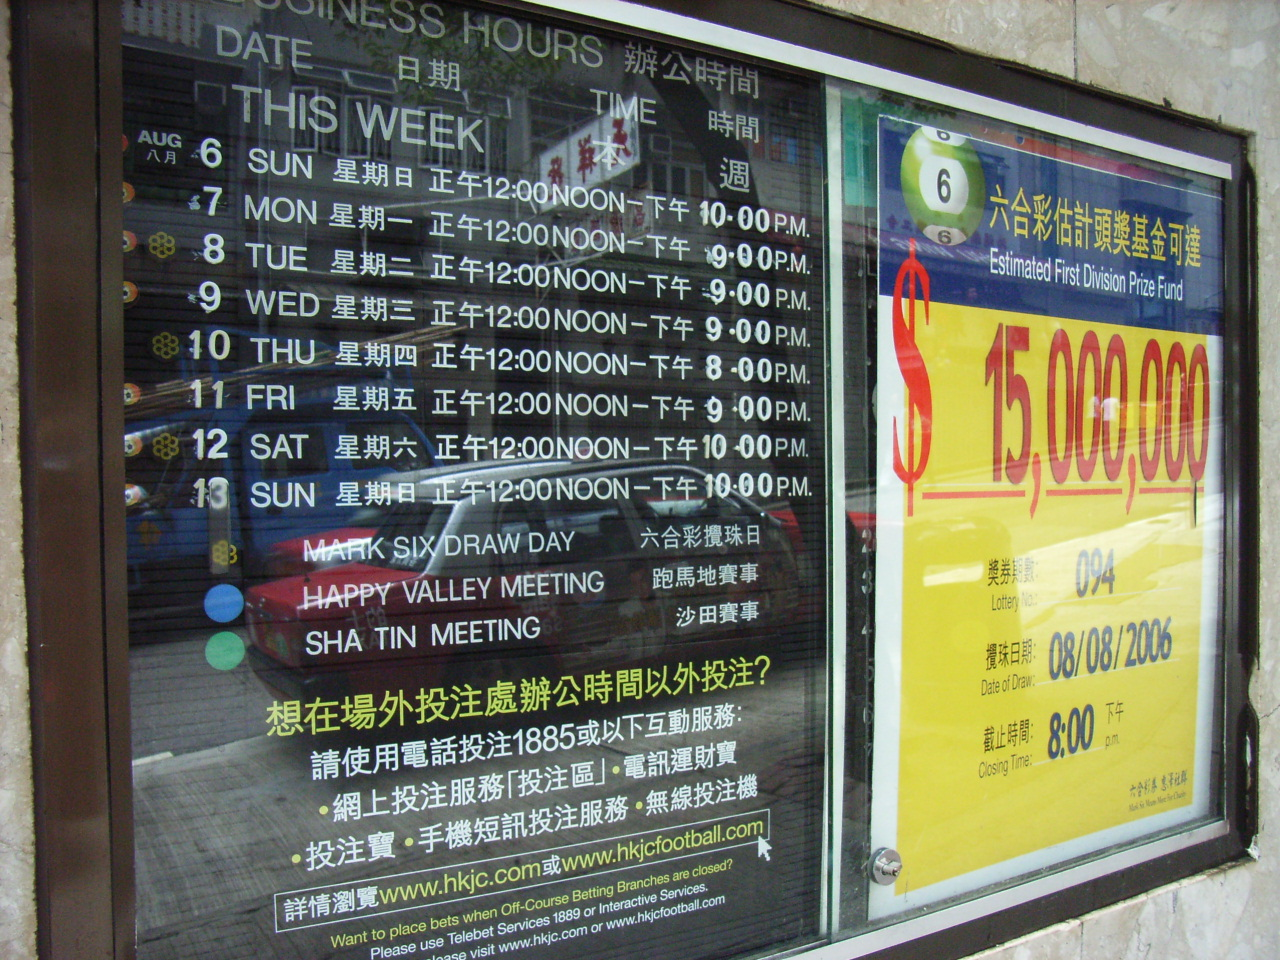 BUSINESS HOURS 辦公時間
DATE 日期 TIME 時間
THIS WEEK 本週
AUG 八月 6 SUN 星期日 正午12:00NOON—下午 10·00P.M.
7 MON 星期一 正午12:00NOON—下午 9·00P.M.
8 TUE 星期二 正午12:00NOON—下午 9·00P.M.
9 WED 星期三 正午12:00NOON—下午 9·00P.M.
10 THU 星期四 正午12:00NOON—下午 8·00P.M.
11 FRI 星期五 正午12:00NOON—下午 9·00P.M.
12 SAT 星期六 正午12:00NOON—下午 10·00P.M.
13 SUN 星期日 正午12:00NOON—下午 10·00P.M.
MARK SIX DRAW DAY 六合彩攪珠日
HAPPY VALLEY MEETING 跑馬地賽事
SHA TIN MEETING 沙田賽事
想在場外投注處辦公時間以外投注?
請使用電話投注1885或以下互動服務:
•網上投注服務「投注區」•電訊運財寶
•投注寶 •手機短訊投注服務 •無線投注機
詳情瀏覽www.hkjc.com或www.hkjcfootball.com
Want to place bets when Off-Course Betting Branches are closed?
Please use Telebet Services 1889 or Interactive Services.
please visit www.hkjc.com or www.hkjcfootball.com
6
6
6
六合彩估計頭獎基金可達
Estimated First Division Prize Fund
$ 15,000,000
獎券期數: 094
Lottery No.:
攪珠日期: 08/08/2006
Date of Draw:
截止時間: 8:00 下午
Closing Time: p.m.